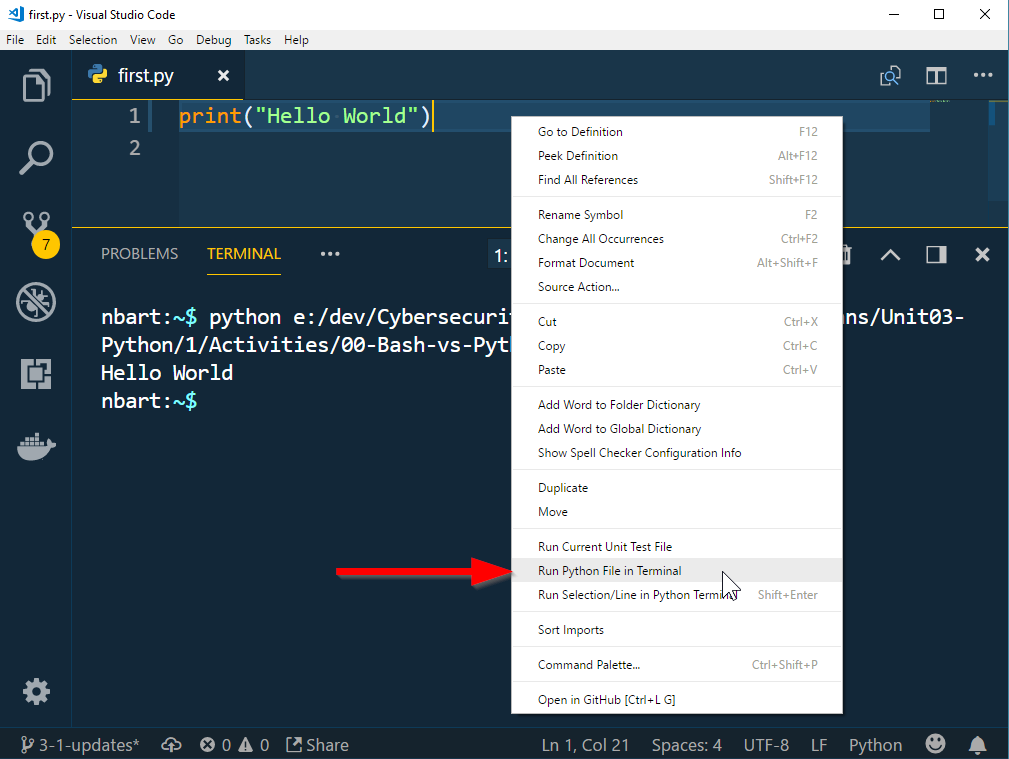 first.py - Visual Studio Code
File Edit Selection View Go Debug Tasks Help
first.py
1 print("Hello World")
2
7
PROBLEMS TERMINAL
1:
nbart:~$ python e:/dev/Cybersecuri ns/Unit03-
Python/1/Activities/00-Bash-vs-Pyt
Hello World
nbart:~$
Go to Definition F12
Peek Definition Alt+F12
Find All References Shift+F12
Rename Symbol F2
Change All Occurrences Ctrl+F2
Format Document Alt+Shift+F
Source Action...
Cut Ctrl+X
Copy Ctrl+C
Paste Ctrl+V
Add Word to Folder Dictionary
Add Word to Global Dictionary
Show Spell Checker Configuration Info
Duplicate
Move
Run Current Unit Test File
Run Python File in Terminal
Run Selection/Line in Python Terminal Shift+Enter
Sort Imports
Command Palette... Ctrl+Shift+P
Open in GitHub [Ctrl+L G]
3-1-updates* 0 0 Share Ln 1, Col 21 Spaces: 4 UTF-8 LF Python